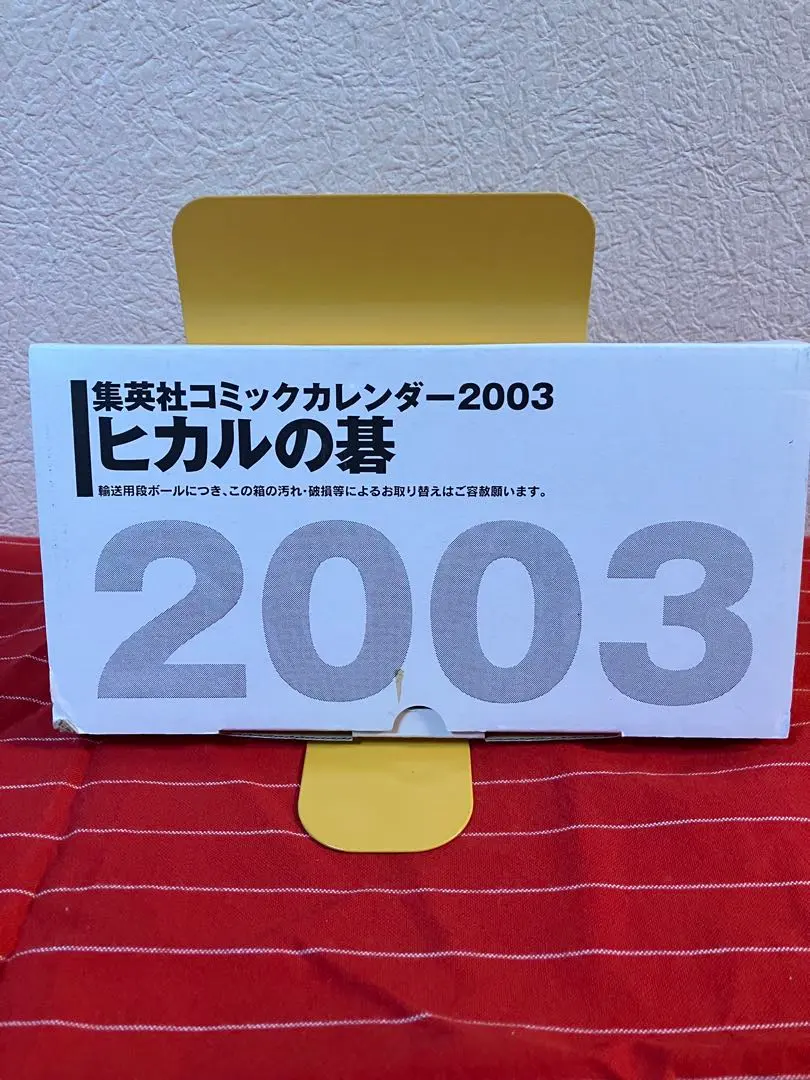 集英社コミックカレンダー2003
ヒカルの碁
輸送用段ボールにつき、この箱の汚れ・破損等によるお取り替えはご容赦願います。
2003